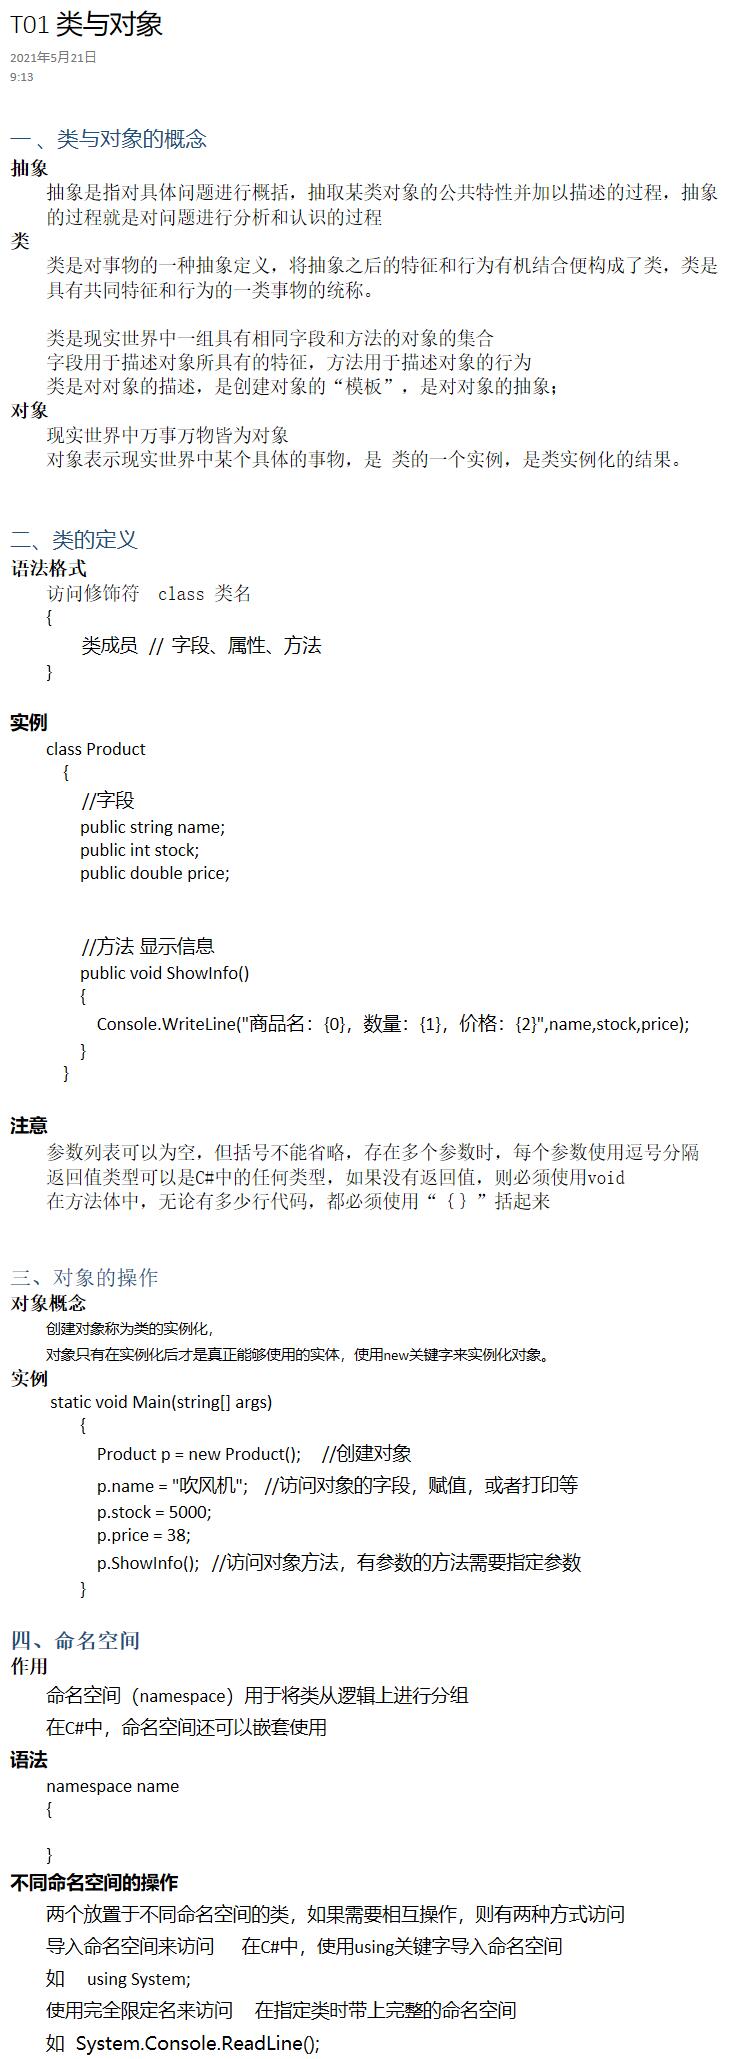 T01 类与对象
2021年5月21日
9:13
一 、类与对象的概念
抽象
抽象是指对具体问题进行概括，抽取某类对象的公共特性并加以描述的过程，抽象
的过程就是对问题进行分析和认识的过程
类
类是对事物的一种抽象定义，将抽象之后的特征和行为有机结合便构成了类，类是
具有共同特征和行为的一类事物的统称。
类是现实世界中一组具有相同字段和方法的对象的集合
字段用于描述对象所具有的特征，方法用于描述对象的行为
类是对对象的描述，是创建对象的“模板”，是对对象的抽象；
对象
现实世界中万事万物皆为对象
对象表示现实世界中某个具体的事物，是 类的一个实例，是类实例化的结果。
二、类的定义
语法格式
访问修饰符  class 类名
{
类成员  //  字段、属性、方法
}
实例
class Product
{
//字段
public string name;
public int stock;
public double price;
//方法 显示信息
public void ShowInfo()
{
Console.WriteLine("商品名：{0}，数量：{1}，价格：{2}",name,stock,price);
}
}
注意
参数列表可以为空，但括号不能省略，存在多个参数时，每个参数使用逗号分隔
返回值类型可以是C#中的任何类型，如果没有返回值，则必须使用void
在方法体中，无论有多少行代码，都必须使用“｛｝”括起来
三、对象的操作
对象概念
创建对象称为类的实例化，
对象只有在实例化后才是真正能够使用的实体，使用new关键字来实例化对象。
实例
static void Main(string[] args)
{
Product p = new Product();    //创建对象
p.name = "吹风机";   //访问对象的字段，赋值，或者打印等
p.stock = 5000;
p.price = 38;
p.ShowInfo();   //访问对象方法，有参数的方法需要指定参数
}
四、命名空间
作用
命名空间（namespace）用于将类从逻辑上进行分组
在C#中，命名空间还可以嵌套使用
语法
namespace name
{
}
不同命名空间的操作
两个放置于不同命名空间的类，如果需要相互操作，则有两种方式访问
导入命名空间来访问     在C#中，使用using关键字导入命名空间
如    using System;
使用完全限定名来访问    在指定类时带上完整的命名空间
如  System.Console.ReadLine();